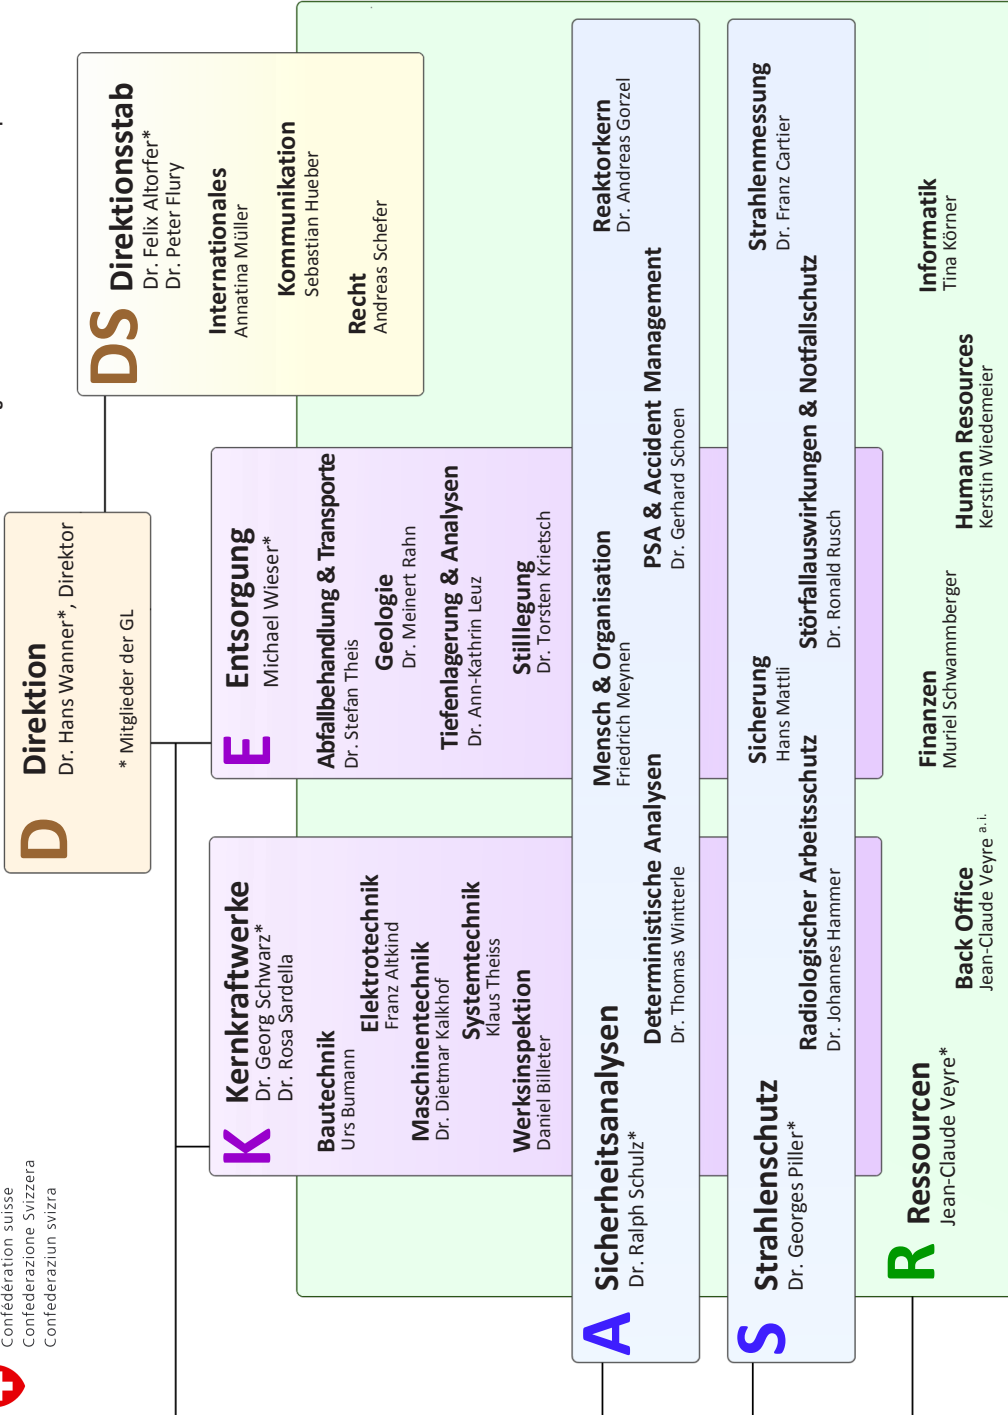 Confédération suisse
Confederazione Svizzera
Confederaziun svizra
D Direktion
Dr. Hans Wanner*, Direktor
* Mitglieder der GL
DS Direktionsstab
Dr. Felix Altorfer*
Dr. Peter Flury
Internationales
Annatina Müller
Kommunikation
Sebastian Hueber
Recht
Andreas Schefer
K Kernkraftwerke
Dr. Georg Schwarz*
Dr. Rosa Sardella
Bautechnik
Urs Bumann
Elektrotechnik
Franz Altkind
Maschinentechnik
Dr. Dietmar Kalkhof
Systemtechnik
Klaus Theiss
Werksinspektion
Daniel Billeter
E Entsorgung
Michael Wieser*
Abfallbehandlung & Transporte
Dr. Stefan Theis
Geologie
Dr. Meinert Rahn
Tiefenlagerung & Analysen
Dr. Ann-Kathrin Leuz
Stilllegung
Dr. Torsten Krietsch
A Sicherheitsanalysen
Dr. Ralph Schulz*
Deterministische Analysen
Dr. Thomas Wintterle
Mensch & Organisation
Friedrich Meynen
PSA & Accident Management
Dr. Gerhard Schoen
Reaktorkern
Dr. Andreas Gorzel
S Strahlenschutz
Dr. Georges Piller*
Radiologischer Arbeitsschutz
Dr. Johannes Hammer
Sicherung
Hans Mattli
Störfallauswirkungen & Notfallschutz
Dr. Ronald Rusch
Strahlenmessung
Dr. Franz Cartier
R Ressourcen
Jean-Claude Veyre*
Back Office
Jean-Claude Veyre a. i.
Finanzen
Muriel Schwammberger
Human Resources
Kerstin Wiedemeier
Informatik
Tina Körner